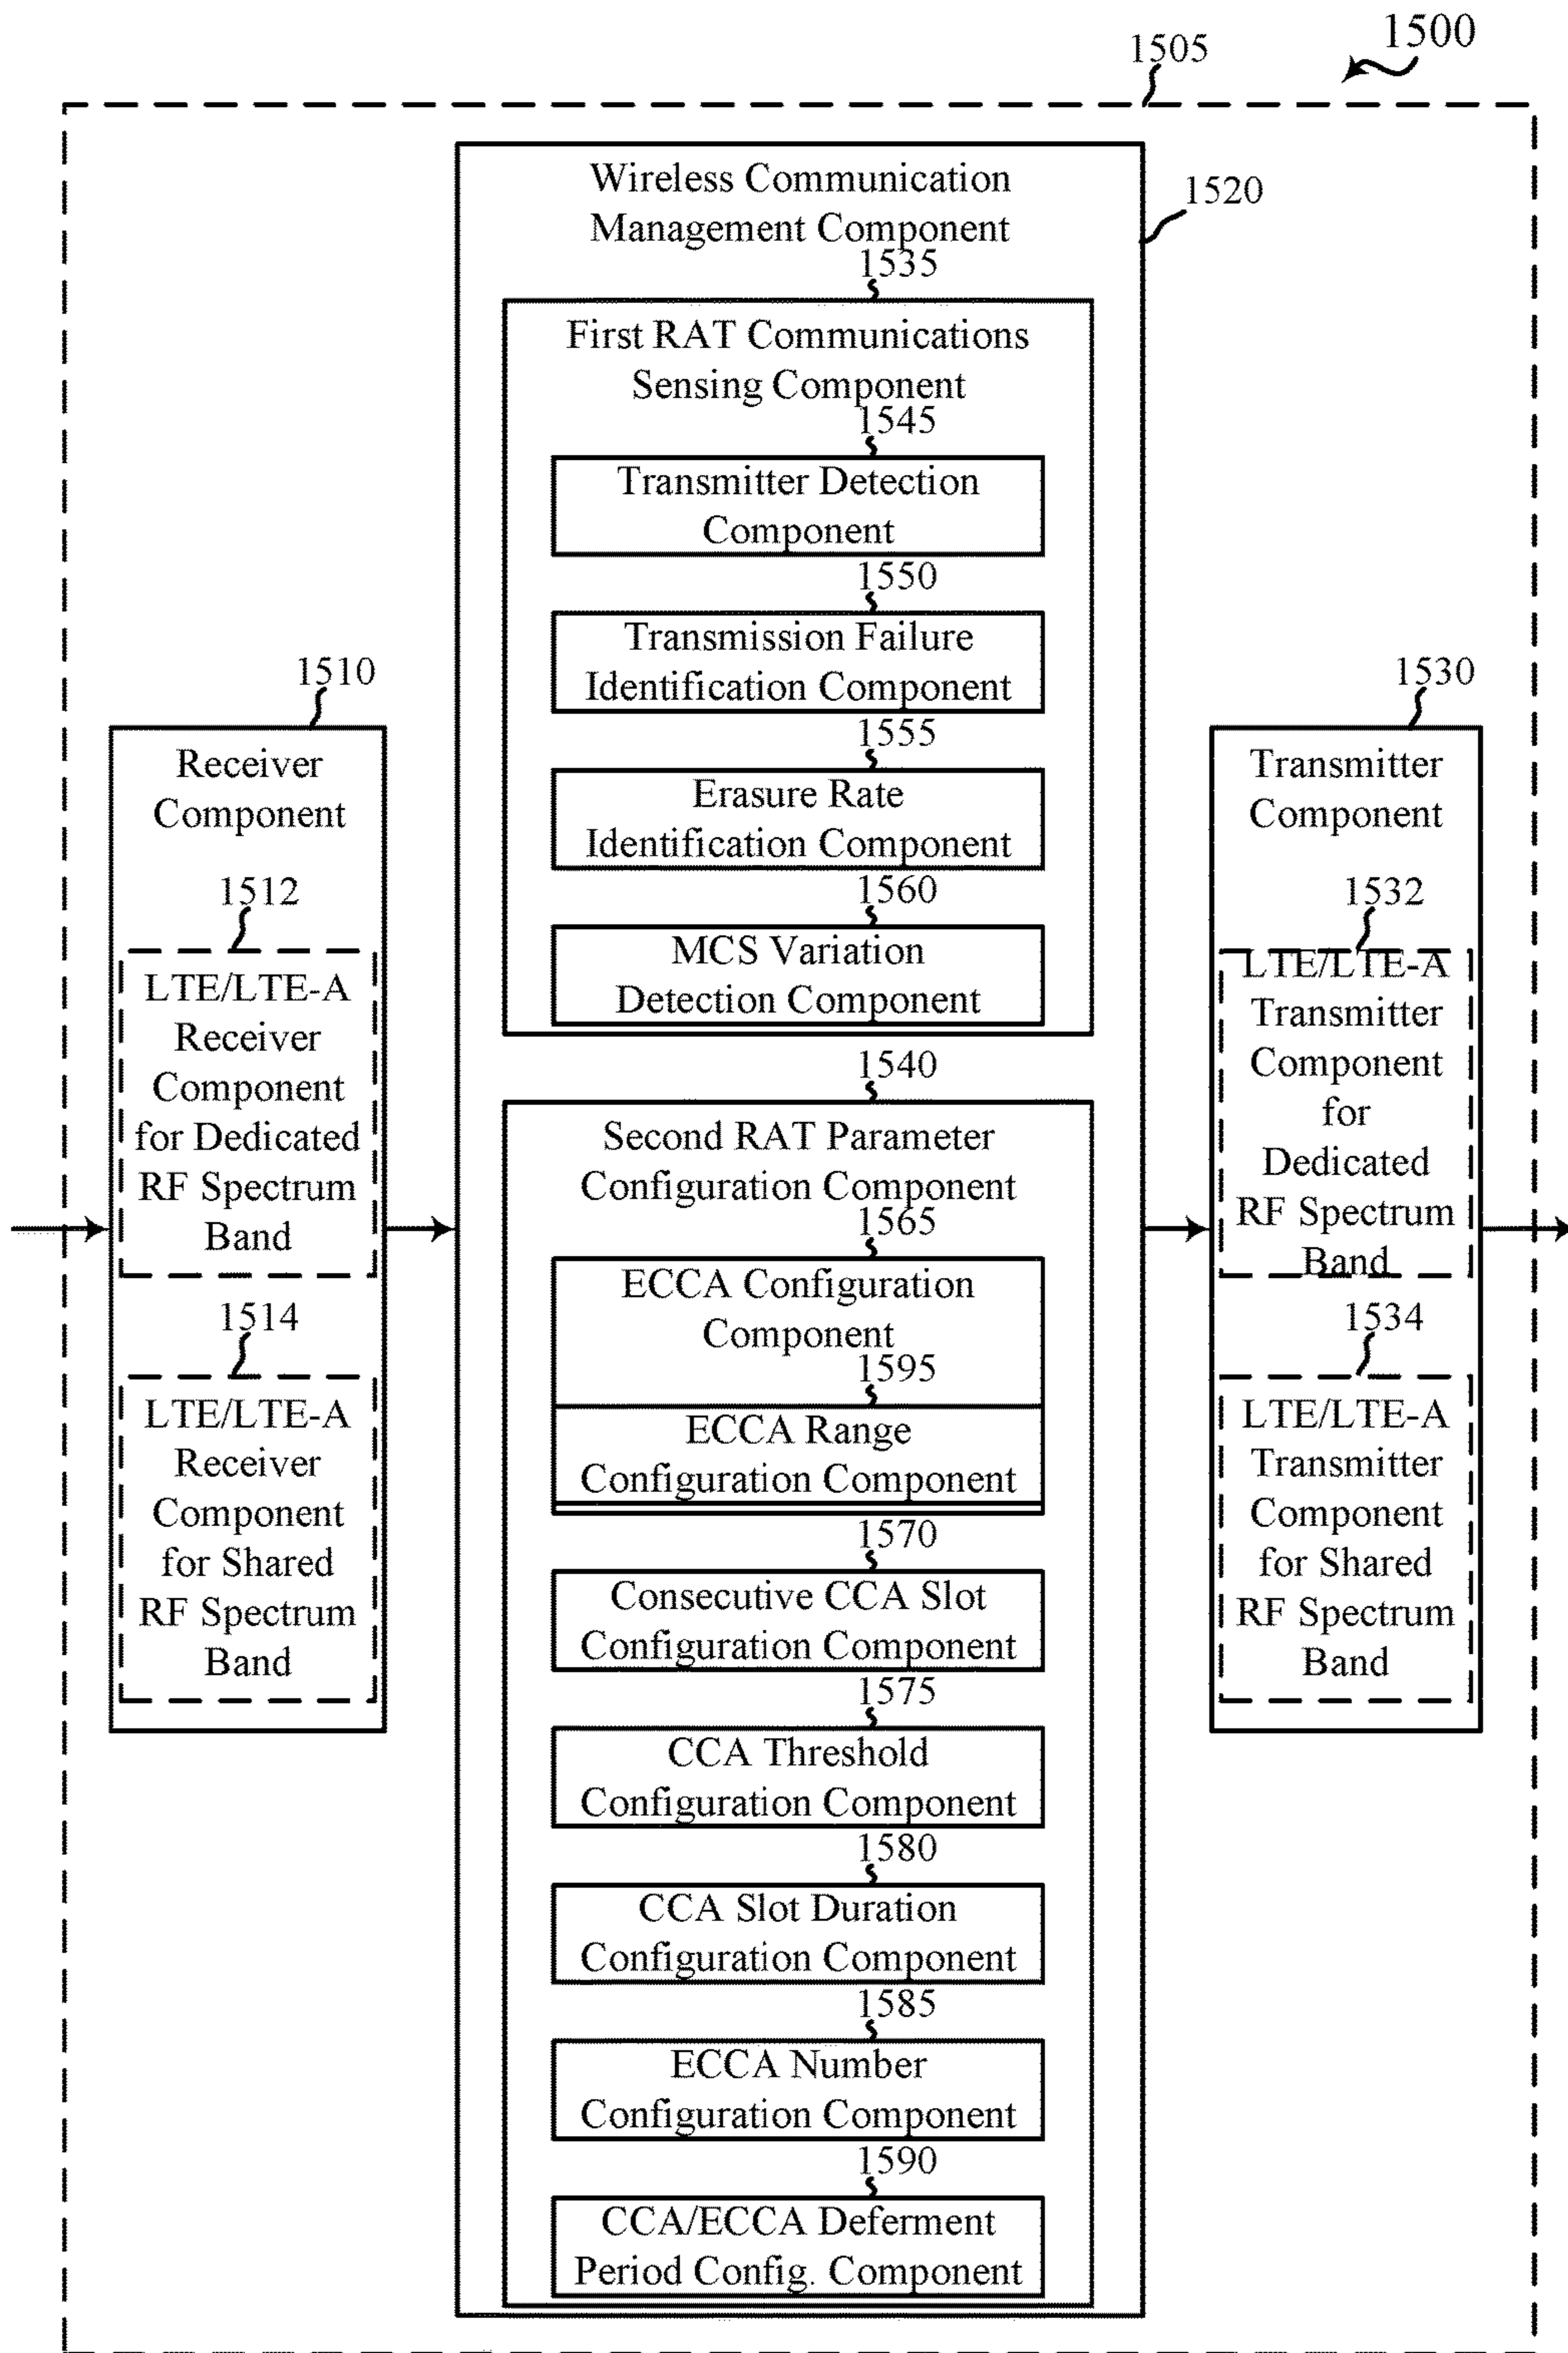 1500
1505
Wireless Communication
Management Component
1520
1535
First RAT Communications
Sensing Component
1545
Transmitter Detection
Component
1550
Transmission Failure
Identification Component
1555
Erasure Rate
Identification Component
1560
MCS Variation
Detection Component
1510
Receiver
Component
1512
LTE/LTE-A
Receiver
Component
for Dedicated
RF Spectrum
Band
1514
LTE/LTE-A
Receiver
Component
for Shared
RF Spectrum
Band
1540
Second RAT Parameter
Configuration Component
1565
ECCA Configuration
Component
1595
ECCA Range
Configuration Component
1570
Consecutive CCA Slot
Configuration Component
1575
CCA Threshold
Configuration Component
1580
CCA Slot Duration
Configuration Component
1585
ECCA Number
Configuration Component
1590
CCA/ECCA Deferment
Period Config. Component
1530
Transmitter
Component
1532
LTE/LTE-A
Transmitter
Component
for
Dedicated
RF Spectrum
Band
1534
LTE/LTE-A
Transmitter
Component
for Shared
RF Spectrum
Band